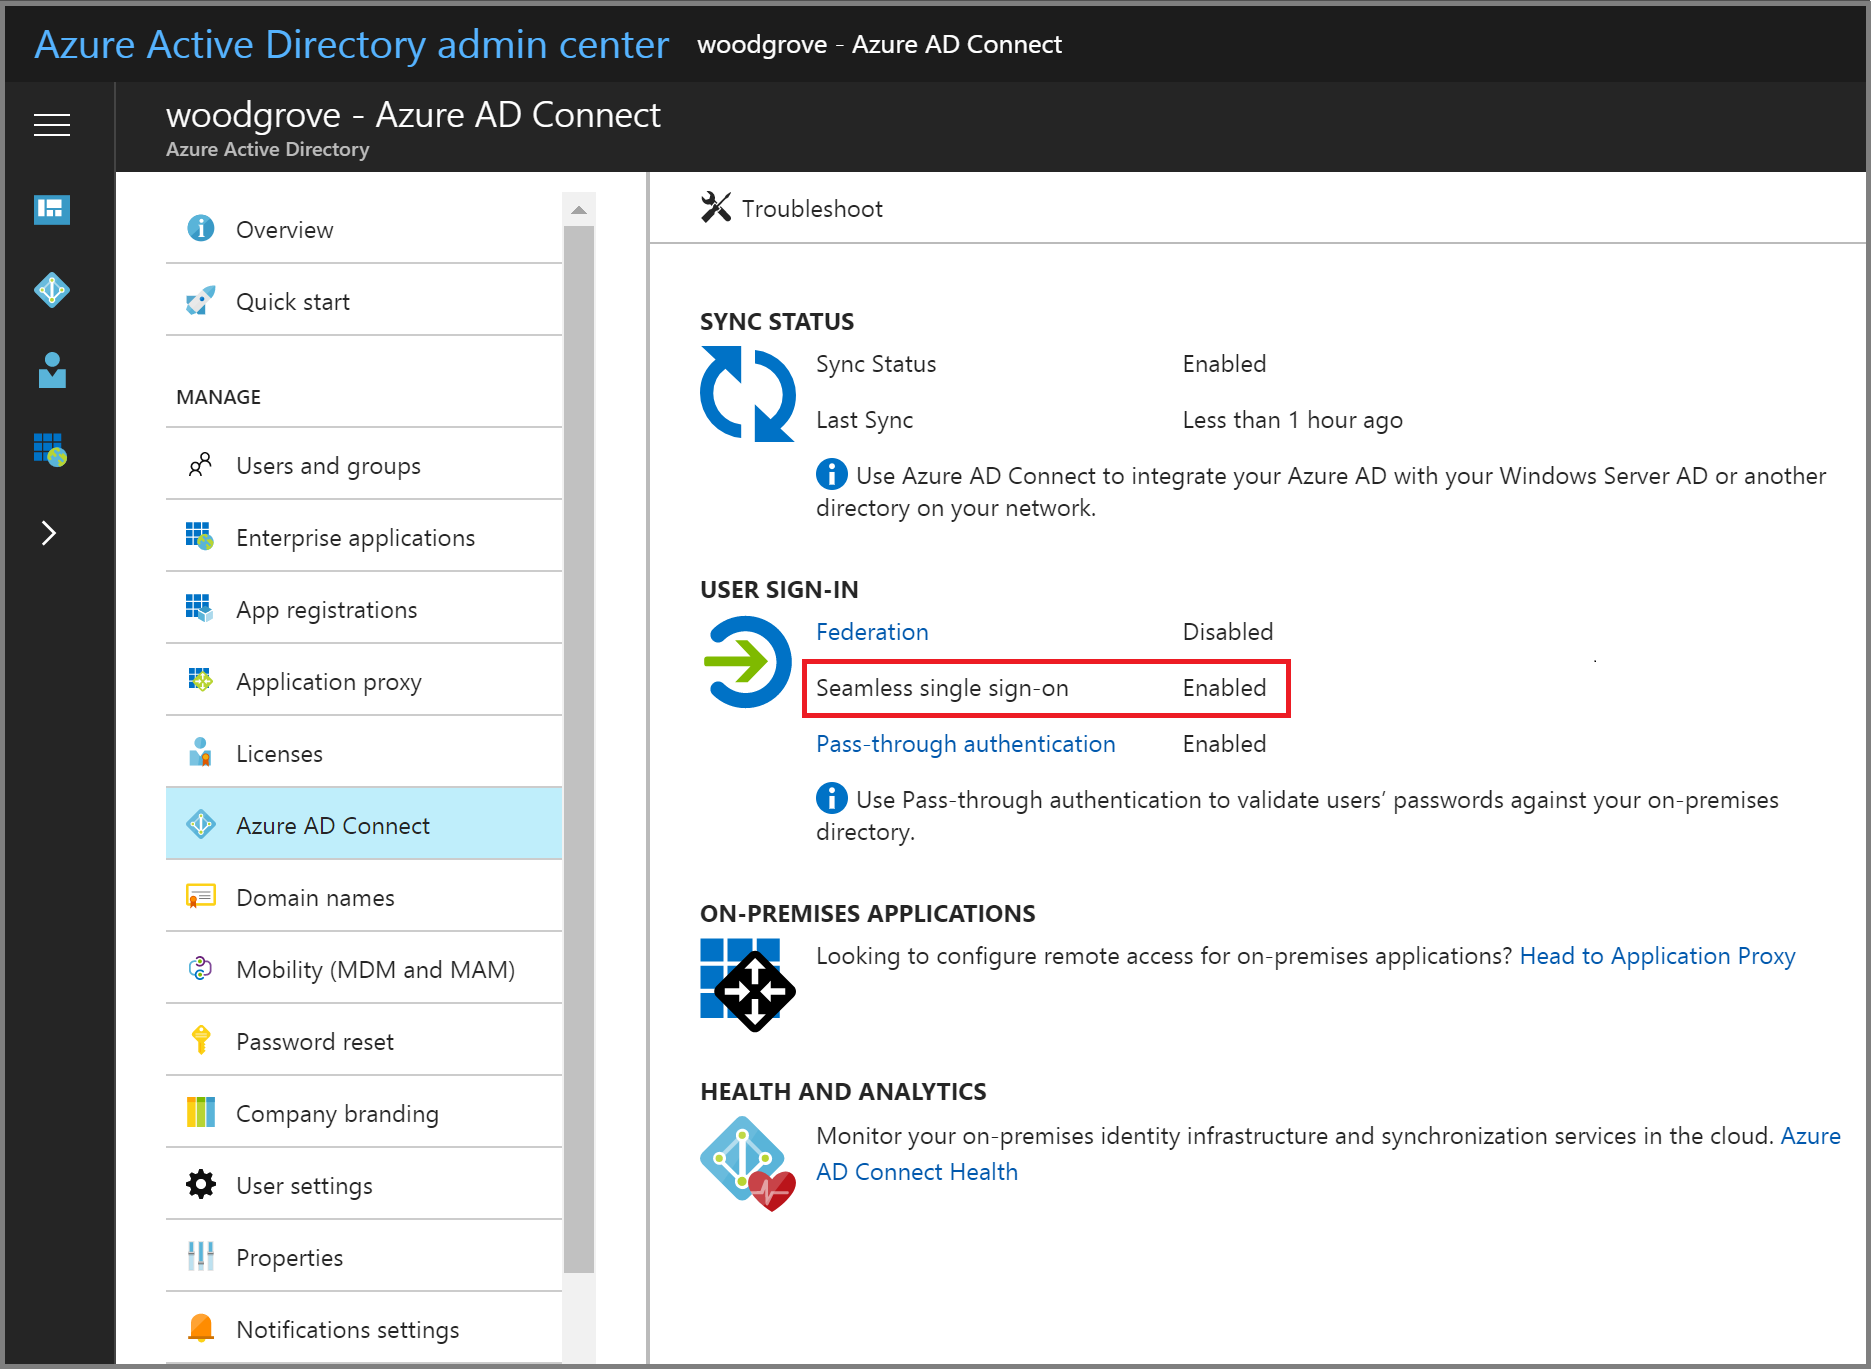 Azure Active Directory admin center woodgrove - Azure AD Connect
woodgrove - Azure AD Connect
Azure Active Directory
Overview
Quick start
MANAGE
Users and groups
Enterprise applications
App registrations
Application proxy
Licenses
Azure AD Connect
Domain names
Mobility (MDM and MAM)
Password reset
Company branding
User settings
Properties
Notifications settings
Troubleshoot
SYNC STATUS
Sync Status Enabled
Last Sync Less than 1 hour ago
Use Azure AD Connect to integrate your Azure AD with your Windows Server AD or another
directory on your network.
USER SIGN-IN
Federation Disabled
Seamless single sign-on Enabled
Pass-through authentication Enabled
Use Pass-through authentication to validate users’ passwords against your on-premises
directory.
ON-PREMISES APPLICATIONS
Looking to configure remote access for on-premises applications? Head to Application Proxy
HEALTH AND ANALYTICS
Monitor your on-premises identity infrastructure and synchronization services in the cloud. Azure
AD Connect Health